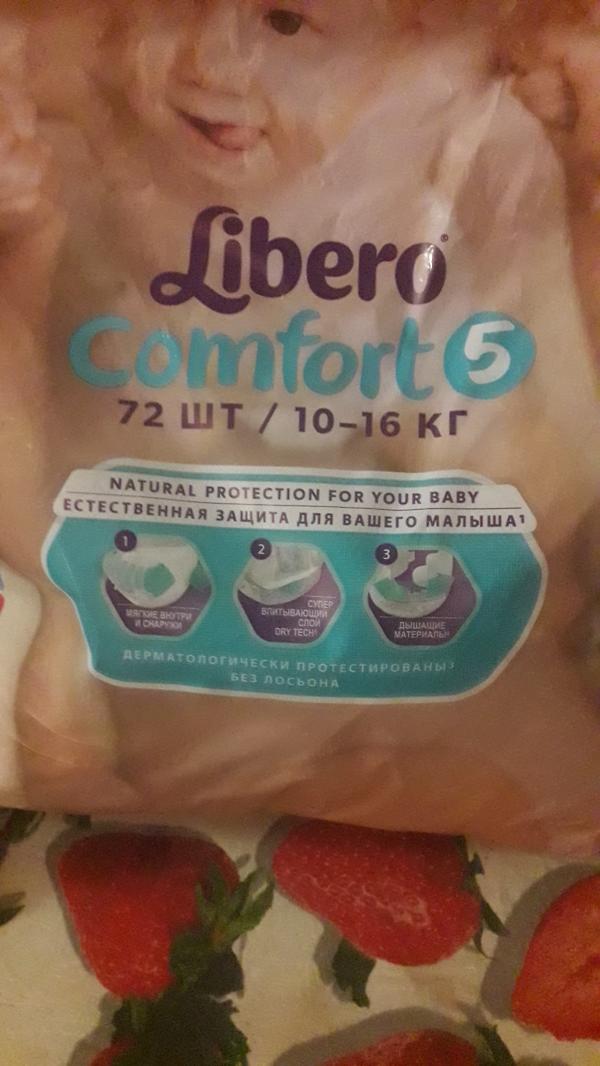 Libero®
Comfort 5
72 ШТ / 10–16 КГ
NATURAL PROTECTION FOR YOUR BABY
ЕСТЕСТВЕННАЯ ЗАЩИТА ДЛЯ ВАШЕГО МАЛЫША¹
1
МЯГКИЕ ВНУТРИ
И СНАРУЖИ
2
СУПЕР
ВПИТЫВАЮЩИЙ
СЛОЙ
DRY TECH
3
ДЫШАЩИЕ
МАТЕРИАЛЫ
ДЕРМАТОЛОГИЧЕСКИ ПРОТЕСТИРОВАНЫ³
БЕЗ ЛОСЬОНА